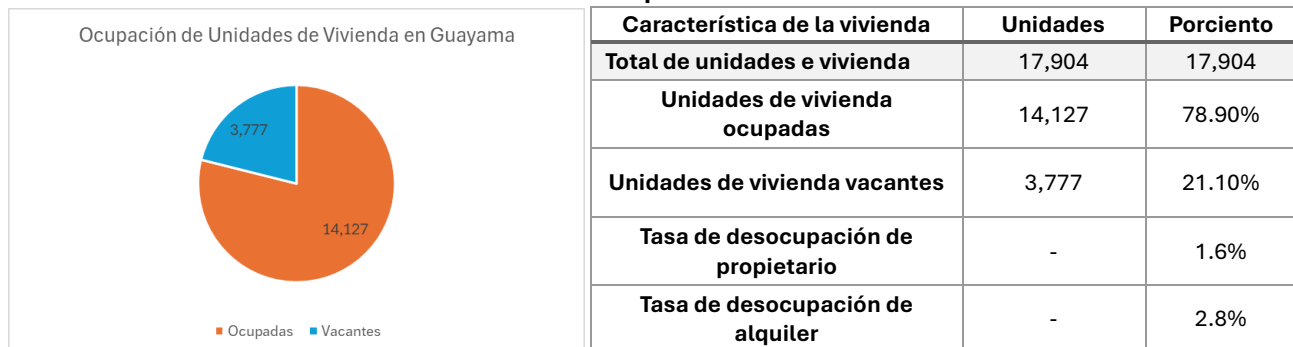 Ocupación de Unidades de Vivienda en Guayama
3,777
14,127
Ocupadas Vacantes
Característica de la vivienda Unidades Porciento
Total de unidades e vivienda 17,904 17,904
Unidades de vivienda
ocupadas 14,127 78.90%
Unidades de vivienda vacantes 3,777 21.10%
Tasa de desocupación de
propietario - 1.6%
Tasa de desocupación de
alquiler - 2.8%